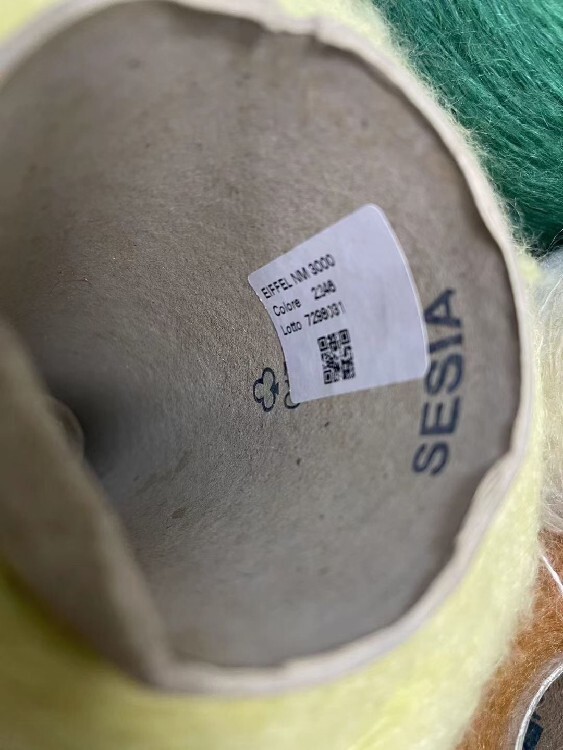 EIFFEL NM 3000
Colore 2246
Lotto 7298031
SESIA